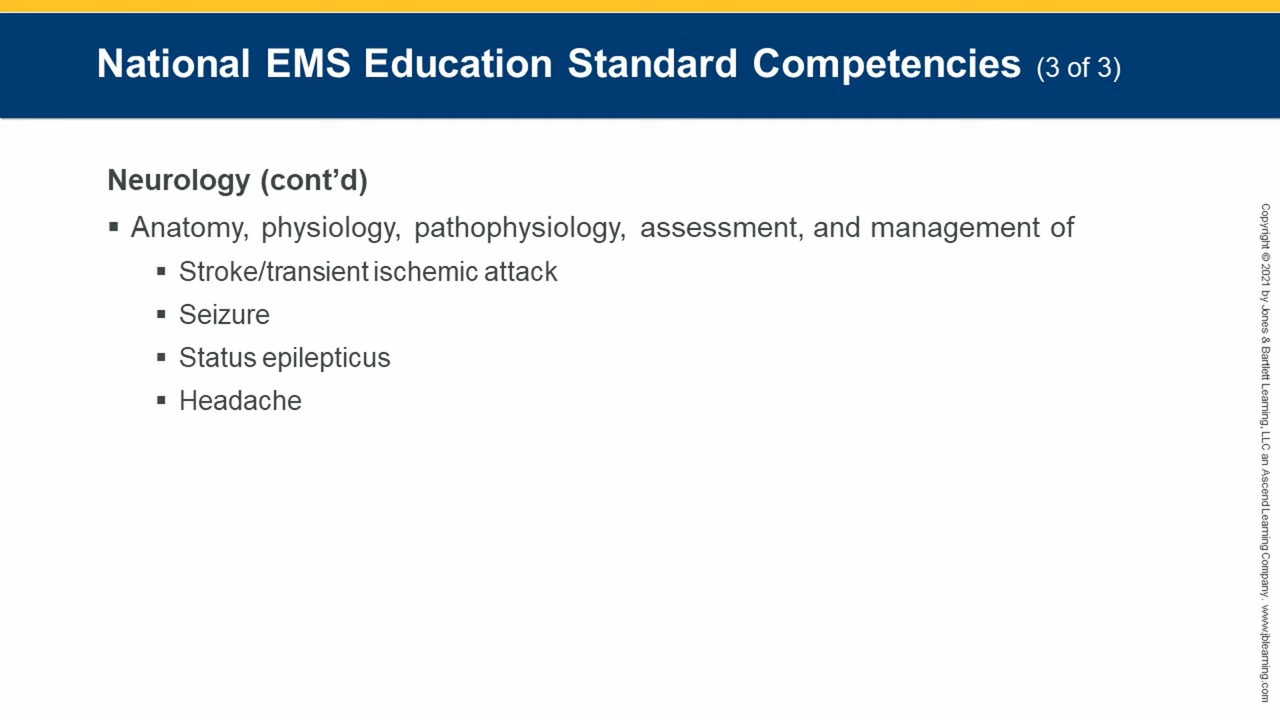 National EMS Education Standard Competencies (3 of 3)
Neurology (cont’d)
▪ Anatomy, physiology, pathophysiology, assessment, and management of
▪ Stroke/transient ischemic attack
▪ Seizure
▪ Status epilepticus
▪ Headache
Copyright © 2021 by Jones & Bartlett Learning, LLC an Ascend Learning Company. www.jblearning.com